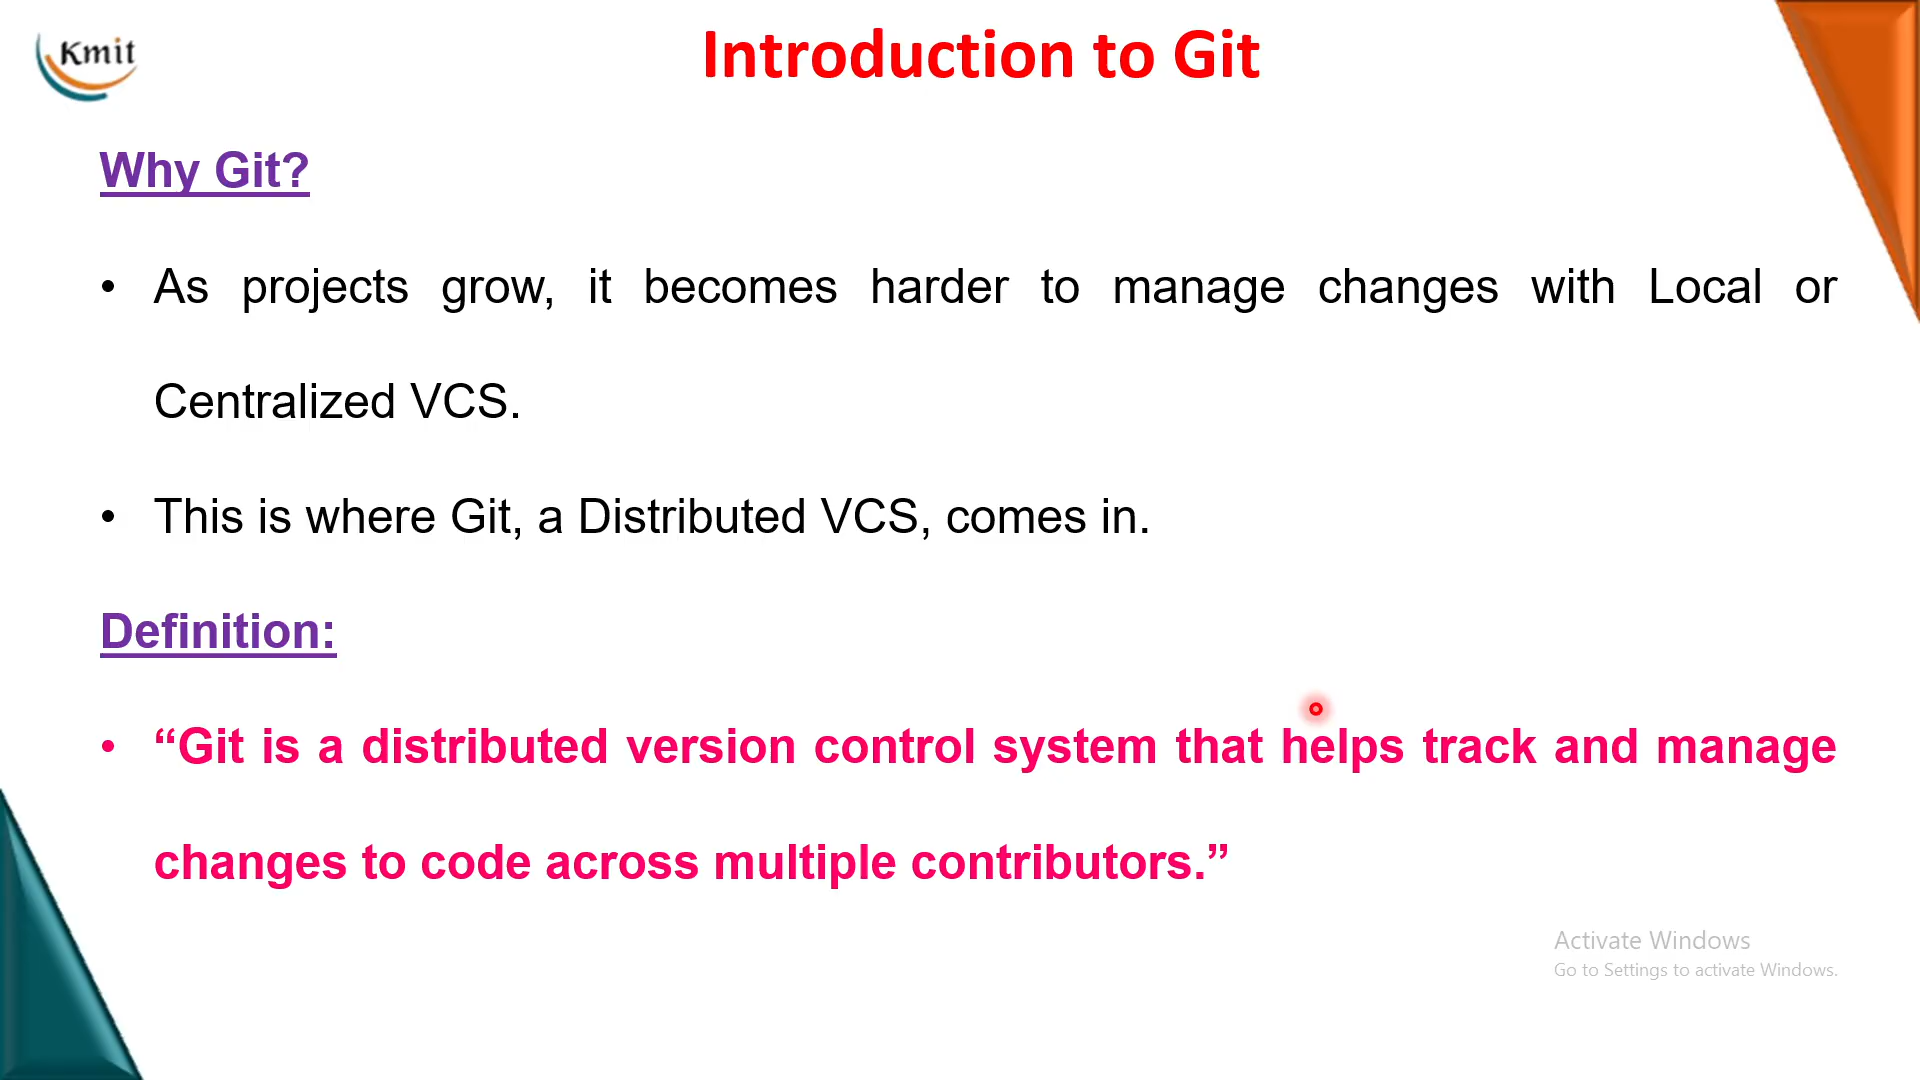 Kmit
Introduction to Git
Why Git?
• As projects grow, it becomes harder to manage changes with Local or
Centralized VCS.
• This is where Git, a Distributed VCS, comes in.
Definition:
• “Git is a distributed version control system that helps track and manage
changes to code across multiple contributors.”
Activate Windows
Go to Settings to activate Windows.